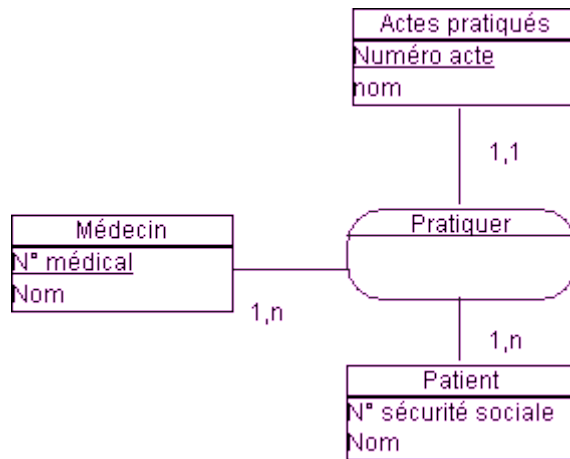 Actes pratiqués
Numéro acte
nom
1,1
Pratiquer
Médecin
N° médical
Nom
1,n
1,n
Patient
N° sécurité sociale
Nom